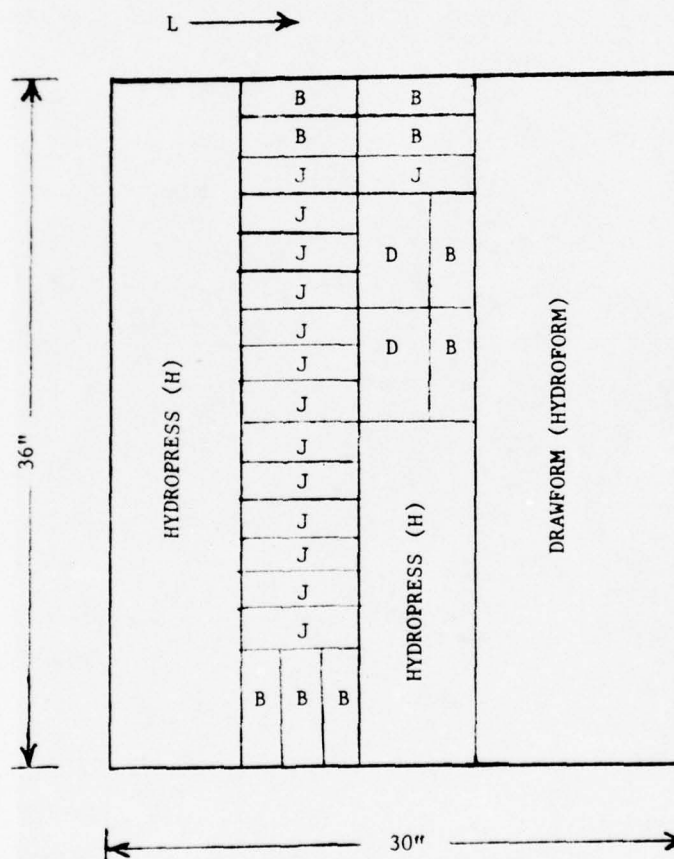 L
B B
B B
J J
J
J D B
J
J
J D B
J
J
J
J
J
J
B B B
HYDROPRESS (H)
HYDROPRESS (H)
DRAWFORM (HYDROFORM)
36"
30"